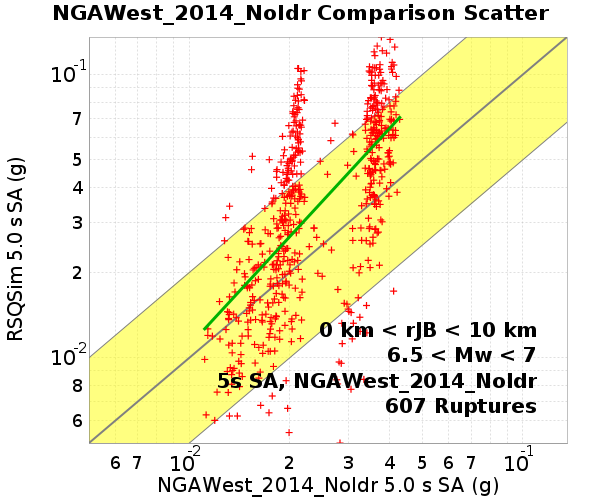 NGAWest_2014_NoIdr Comparison Scatter
RSQSim 5.0 s SA (g)
10^-1
7
5
4
3
2
10^-2
8
6
0 km < rJB < 10 km
6.5 < Mw < 7
5s SA, NGAWest_2014_NoIdr
607 Ruptures
6 7 10^-2 2 3 4 5 6 7 8 10^-1
NGAWest_2014_NoIdr 5.0 s SA (g)